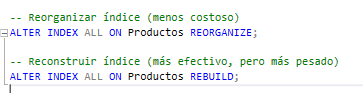 -- Reorganizar índice (menos costoso)
ALTER INDEX ALL ON Productos REORGANIZE;
-- Reconstruir índice (más efectivo, pero más pesado)
ALTER INDEX ALL ON Productos REBUILD;